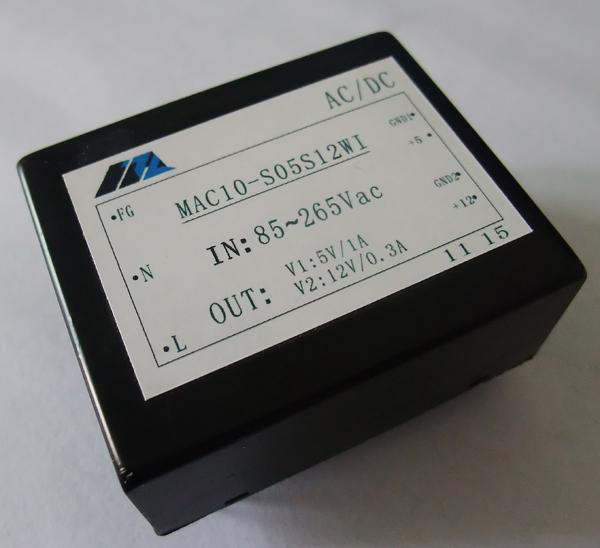 AC/DC
MAC10-S05S12WI
•FG
GND1•
+5 •
IN: 85~265Vac
•N
GND2•
+12•
OUT: V1:5V/1A
V2:12V/0.3A
•L
11 15